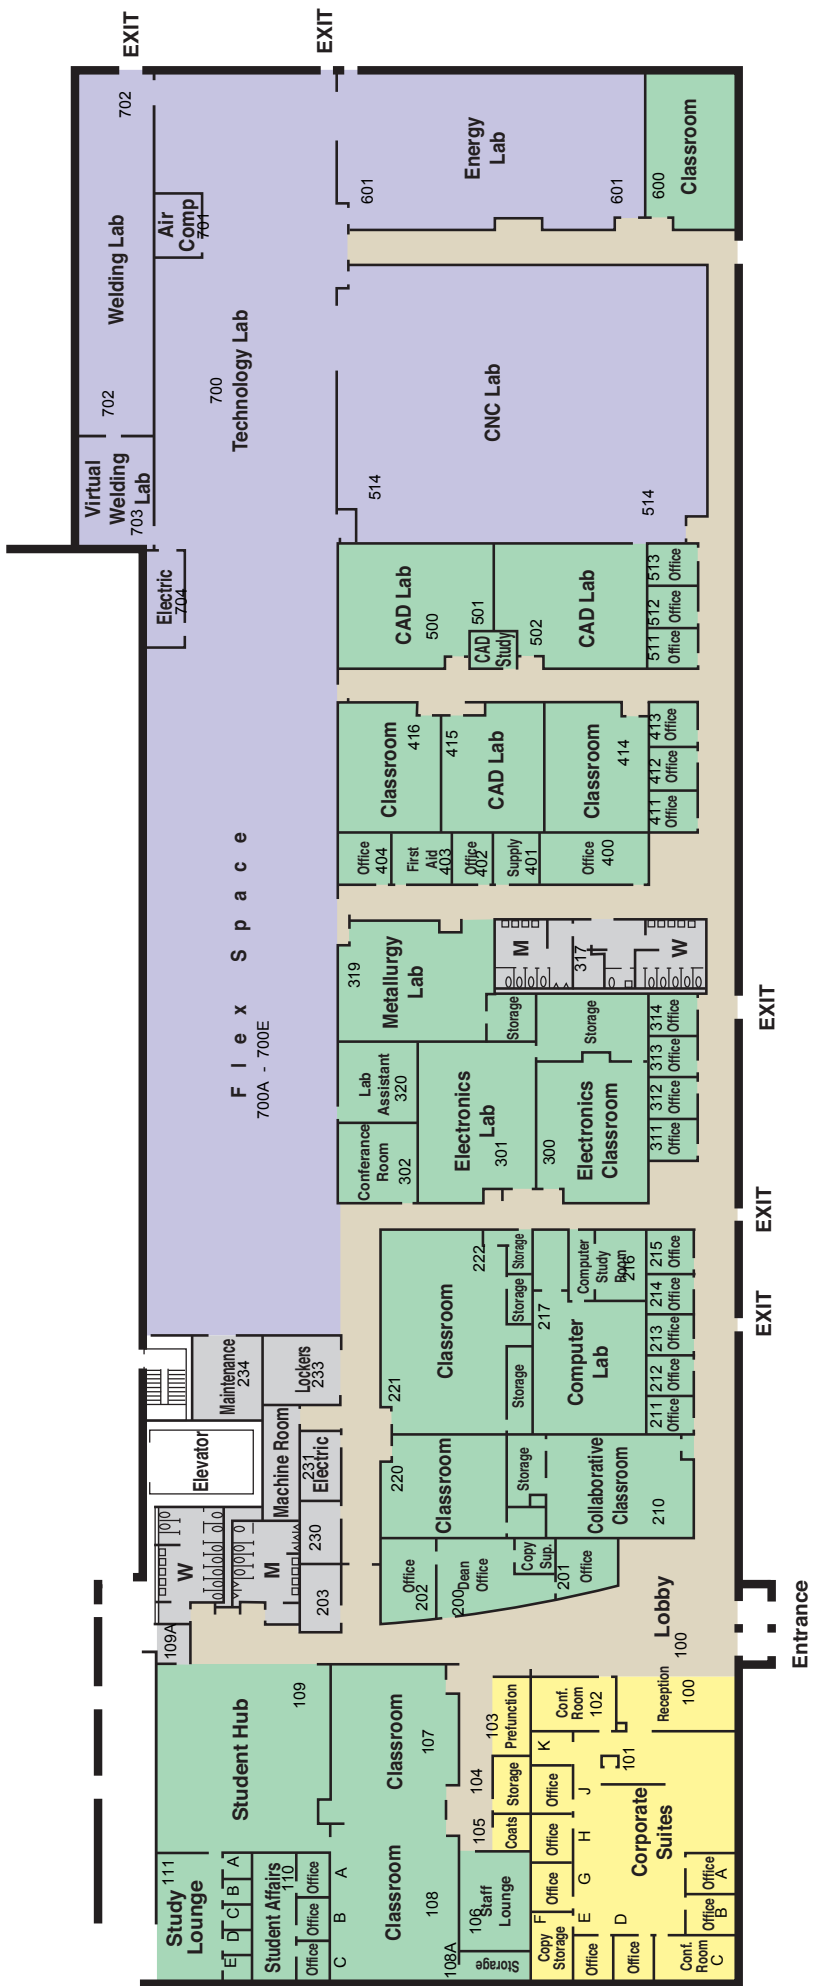 EXIT
EXIT
702
Welding Lab
702
Air
Comp
701
Virtual
Welding
Lab
703
Electric
704
700
Technology Lab
Energy
Lab
601
601
600
Classroom
CNC Lab
514
514
CAD Lab
500
501
CAD
Study
502
CAD Lab
513
Office
512
Office
511
Office
Classroom
416
415
CAD Lab
Classroom
414
413
Office
412
Office
411
Office
Office
404
First
Aid
403
Office
402
Supply
401
Office
400
Flex Space
700A - 700E
319
Metallurgy
Lab
Storage
M
317
W
Storage
Lab
Assistant
320
Conferance
Room
302
Electronics
Lab
301
300
Electronics
Classroom
314
Office
313
Office
312
Office
311
Office
EXIT
EXIT
EXIT
Classroom
221
222
Storage
Storage
Storage
217
Computer
Study
Room
216
Computer
Lab
215
Office
214
Office
213
Office
212
Office
211
Office
220
Classroom
Storage
Collaborative
Classroom
210
Office
202
200
Dean
Office
Copy
Sup.
201
Office
Maintenance
234
Lockers
233
Elevator
Machine Room
231
Electric
230
203
W
M
109A
Lobby
100
Entrance
Student Hub
109
111
Study
Lounge
A
B
C
D
E
Student Affairs
110
Office
A
Office
B
Office
C
Classroom
107
Classroom
108
108A
Storage
106
Staff
Lounge
103
Prefunction
104
Storage
105
Coats
Conf.
Room
102
Reception
100
101
K
Office
J
Office
H
Office
G
F
Copy
Storage
E
Office
D
Office
Corporate
Suites
Office
A
Office
B
Conf.
Room
C